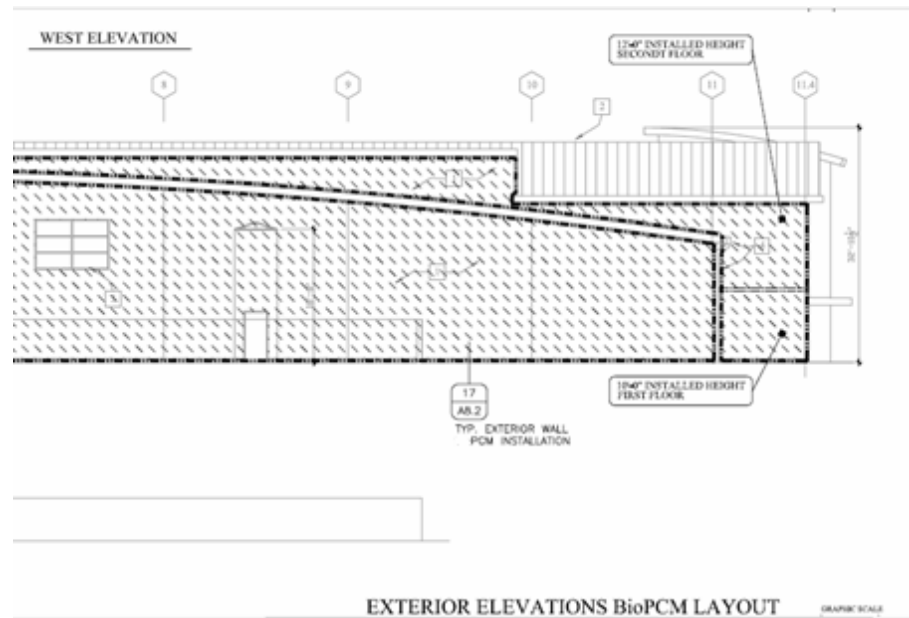 WEST ELEVATION
12'-0" INSTALLED HEIGHT
SECONDT FLOOR
8
9
10
11
11.4
2
17
A8.2
TYP. EXTERIOR WALL
PCM INSTALLATION
10'-0" INSTALLED HEIGHT
FIRST FLOOR
EXTERIOR ELEVATIONS BioPCM LAYOUT
GRAPHIC SCALE